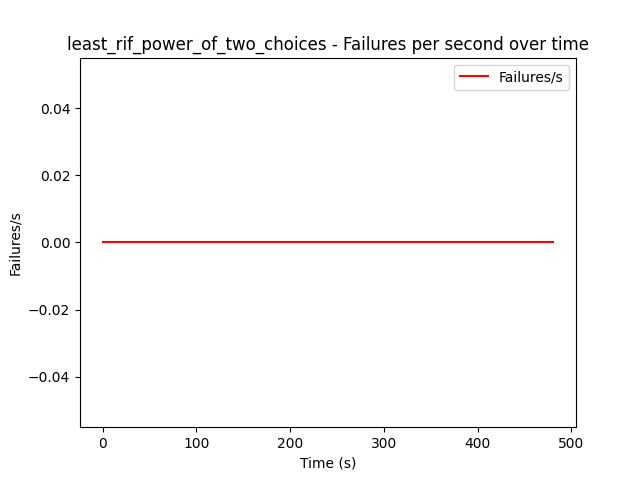 least_rif_power_of_two_choices - Failures per second over time
Failures/s
0.04
0.02
0.00
−0.02
−0.04
Failures/s
0 100 200 300 400 500
Time (s)